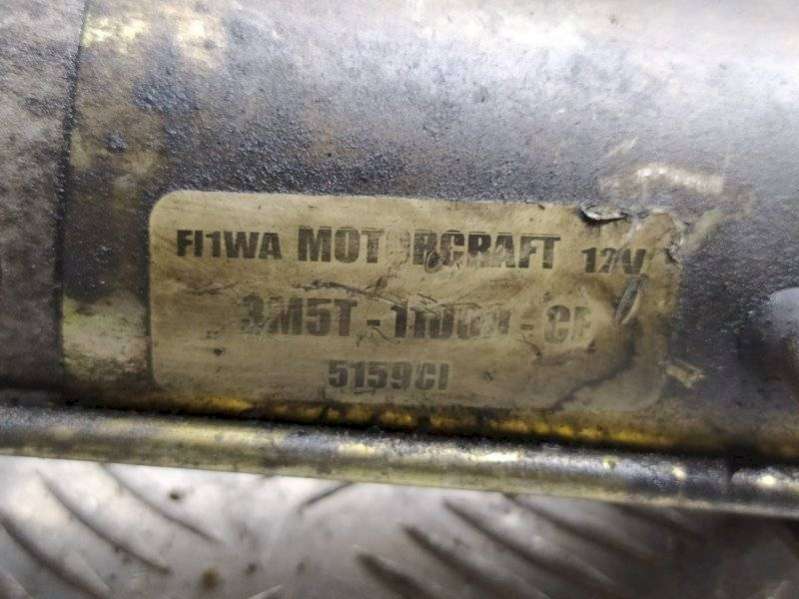 FI1WA MOTORCRAFT 12V
3M5T - - CF
5159CI